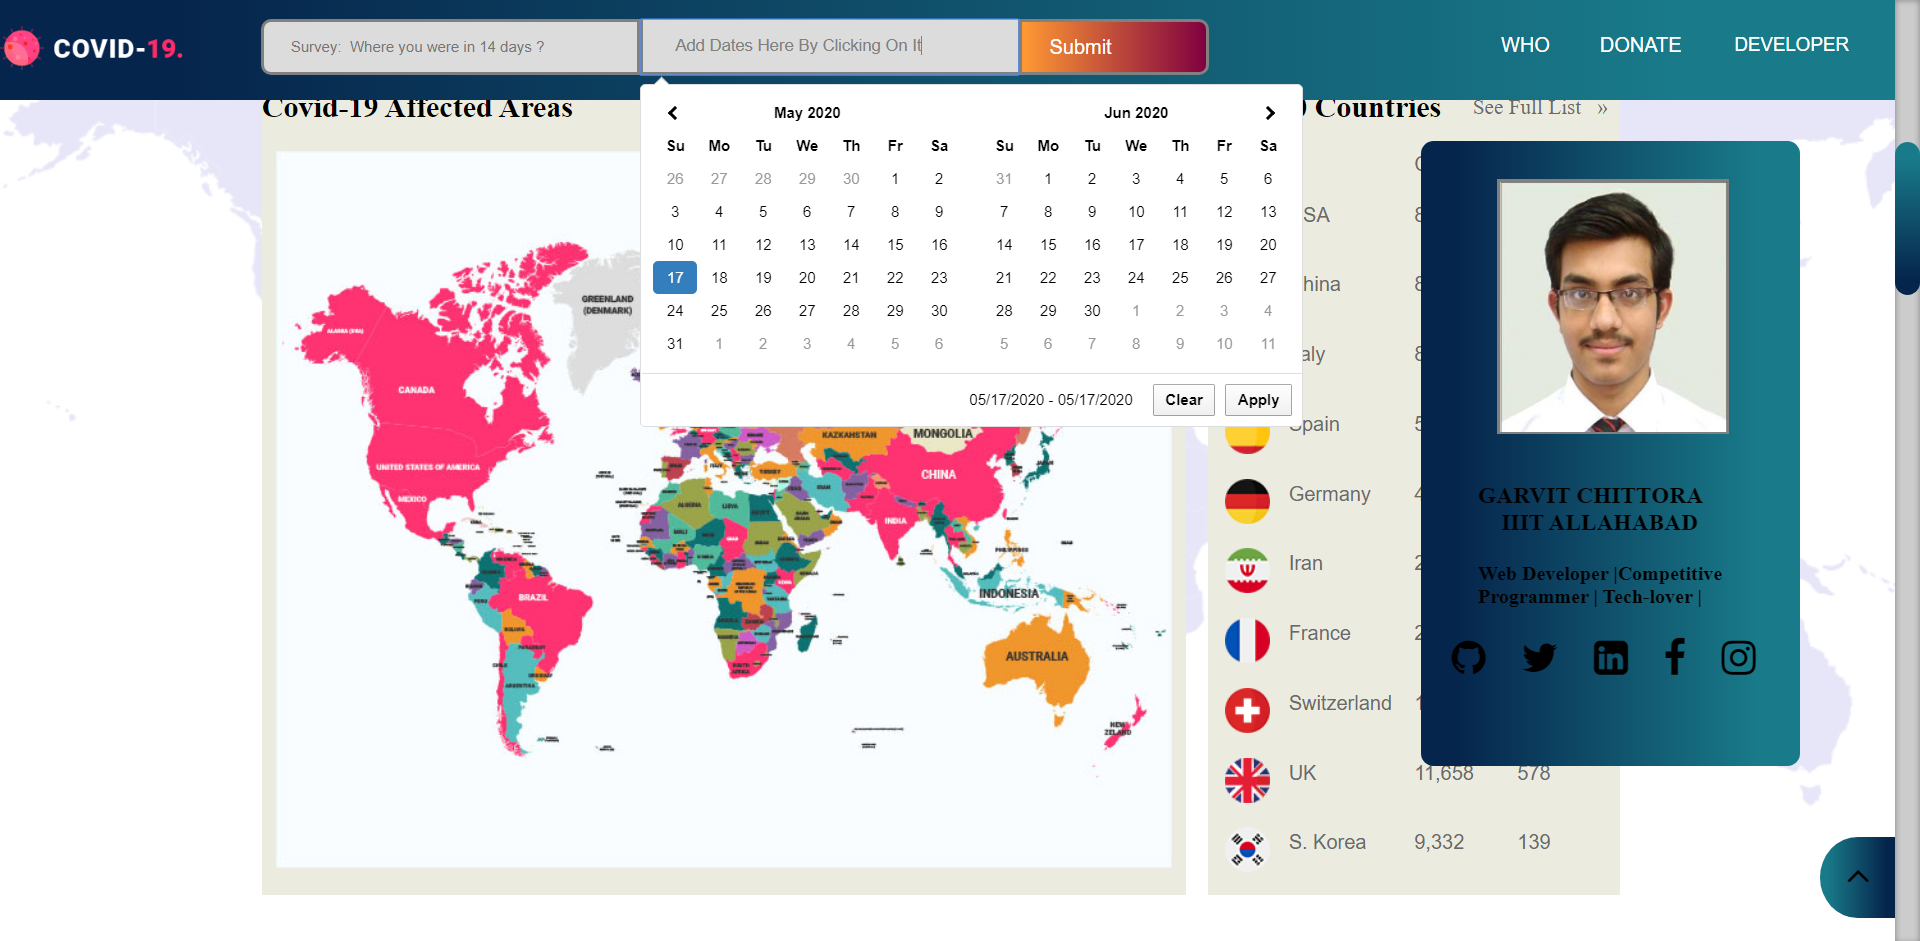 COVID-19.
Survey: Where you were in 14 days ?
Add Dates Here By Clicking On It
Submit
WHO
DONATE
DEVELOPER
Covid-19 Affected Areas
Countries
See Full List »
May 2020
Su Mo Tu We Th Fr Sa
26 27 28 29 30 1 2
3 4 5 6 7 8 9
10 11 12 13 14 15 16
17 18 19 20 21 22 23
24 25 26 27 28 29 30
31 1 2 3 4 5 6
Jun 2020
Su Mo Tu We Th Fr Sa
31 1 2 3 4 5 6
7 8 9 10 11 12 13
14 15 16 17 18 19 20
21 22 23 24 25 26 27
28 29 30 1 2 3 4
5 6 7 8 9 10 11
05/17/2020 - 05/17/2020
Clear
Apply
GREENLAND
(DENMARK)
ALASKA (USA)
CANADA
UNITED STATES OF AMERICA
MEXICO
BRAZIL
PERU
BOLIVIA
PARAGUAY
CHILE
URUGUAY
ARGENTINA
KAZAKHSTAN
MONGOLIA
CHINA
TURKEY
IRAN
JAPAN
ALGERIA
LIBYA
EGYPT
MALI
INDIA
PHILIPPINES
INDONESIA
SOUTH
AFRICA
AUSTRALIA
NEW
ZELAND
SA
hina
aly
Spain
Germany
Iran
France
Switzerland
UK 11,658 578
S. Korea 9,332 139
GARVIT CHITTORA
IIIT ALLAHABAD
Web Developer |Competitive
Programmer | Tech-lover |